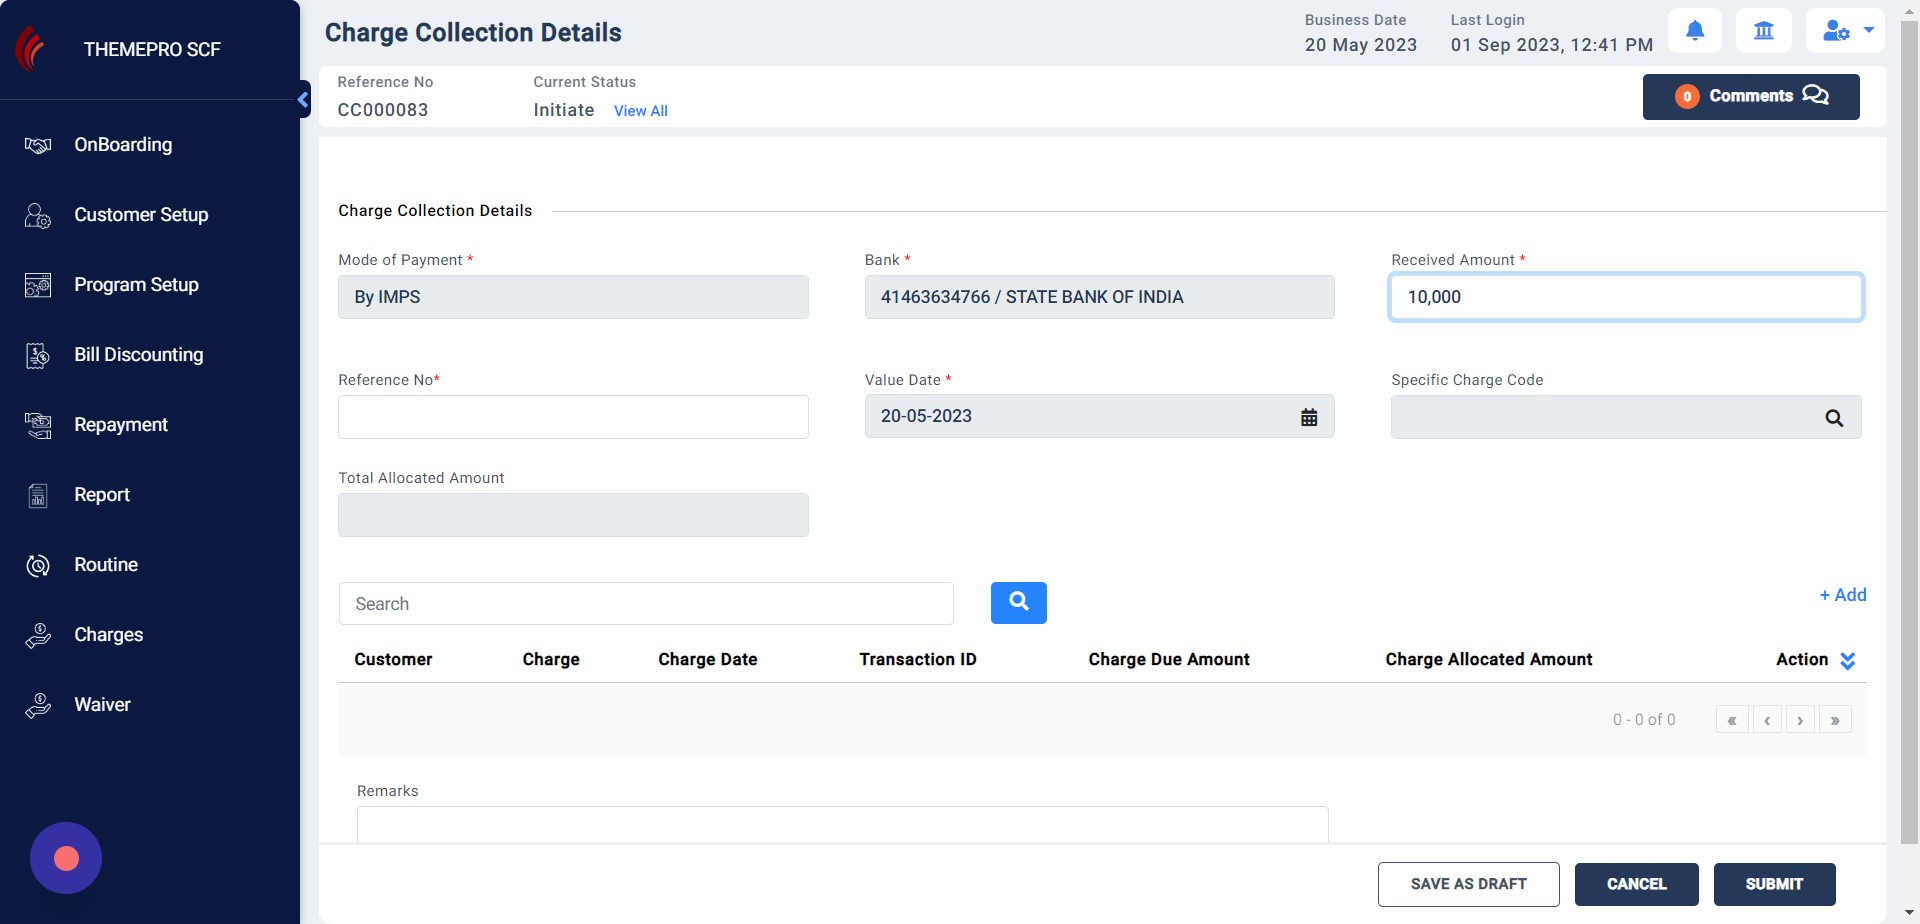 THEMEPRO SCF
OnBoarding
Customer Setup
Program Setup
Bill Discounting
Repayment
Report
Routine
Charges
Waiver
Charge Collection Details
Business Date
20 May 2023
Last Login
01 Sep 2023, 12:41 PM
Reference No
CC000083
Current Status
Initiate View All
0 Comments
Charge Collection Details
Mode of Payment *
By IMPS
Bank *
41463634766 / STATE BANK OF INDIA
Received Amount *
10,000
Reference No*
Value Date *
20-05-2023
Specific Charge Code
Total Allocated Amount
Search
+ Add
Customer Charge Charge Date Transaction ID Charge Due Amount Charge Allocated Amount Action
0 - 0 of 0 « ‹ › »
Remarks
SAVE AS DRAFT CANCEL SUBMIT